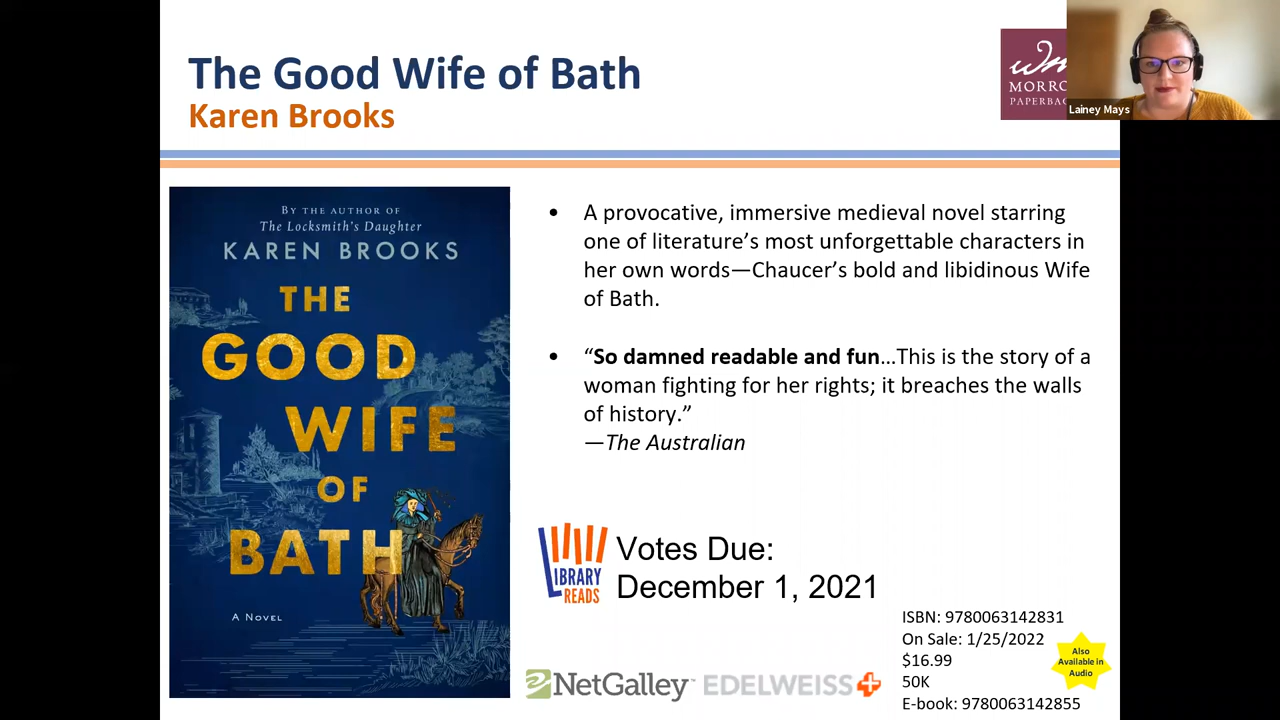 The Good Wife of Bath
Karen Brooks
wm
MORRO
PAPERBAC
Lainey Mays
BY THE AUTHOR OF
The Locksmith's Daughter
KAREN BROOKS
THE
GOOD
WIFE
OF
BATH
A NOVEL
• A provocative, immersive medieval novel starring
one of literature's most unforgettable characters in
her own words—Chaucer's bold and libidinous Wife
of Bath.
• “So damned readable and fun…This is the story of a
woman fighting for her rights; it breaches the walls
of history.”
—The Australian
LIBRARY
READS
Votes Due:
December 1, 2021
NetGalley
EDELWEISS+
ISBN: 9780063142831
On Sale: 1/25/2022
$16.99
50K
E-book: 9780063142855
Also
Available in
Audio